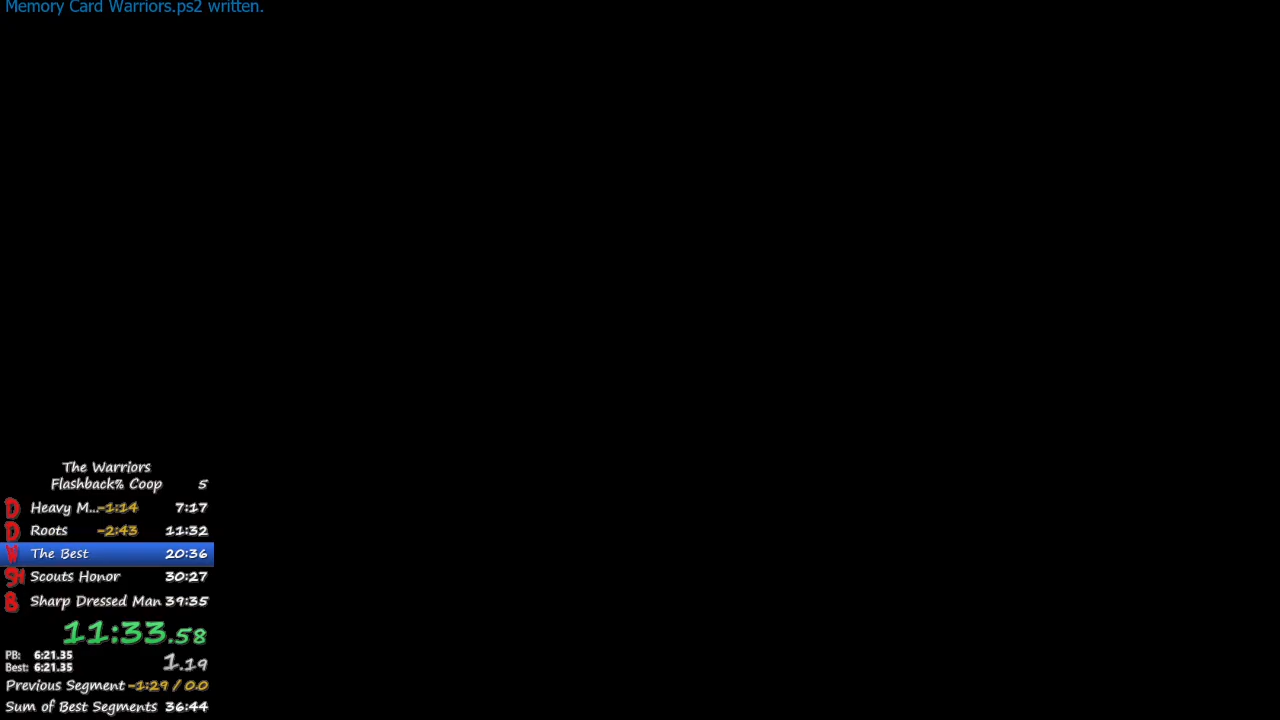 Memory Card Warriors.ps2 written.
The Warriors
Flashback% Coop 5
D Heavy M... -1:14 7:17
D Roots -2:43 11:32
W The Best 20:36
Scouts Honor 30:27
B Sharp Dressed Man 39:35
11:33.58
PB: 6:21.35
Best: 6:21.35
1.19
Previous Segment -1:29 / 0.0
Sum of Best Segments 36:44